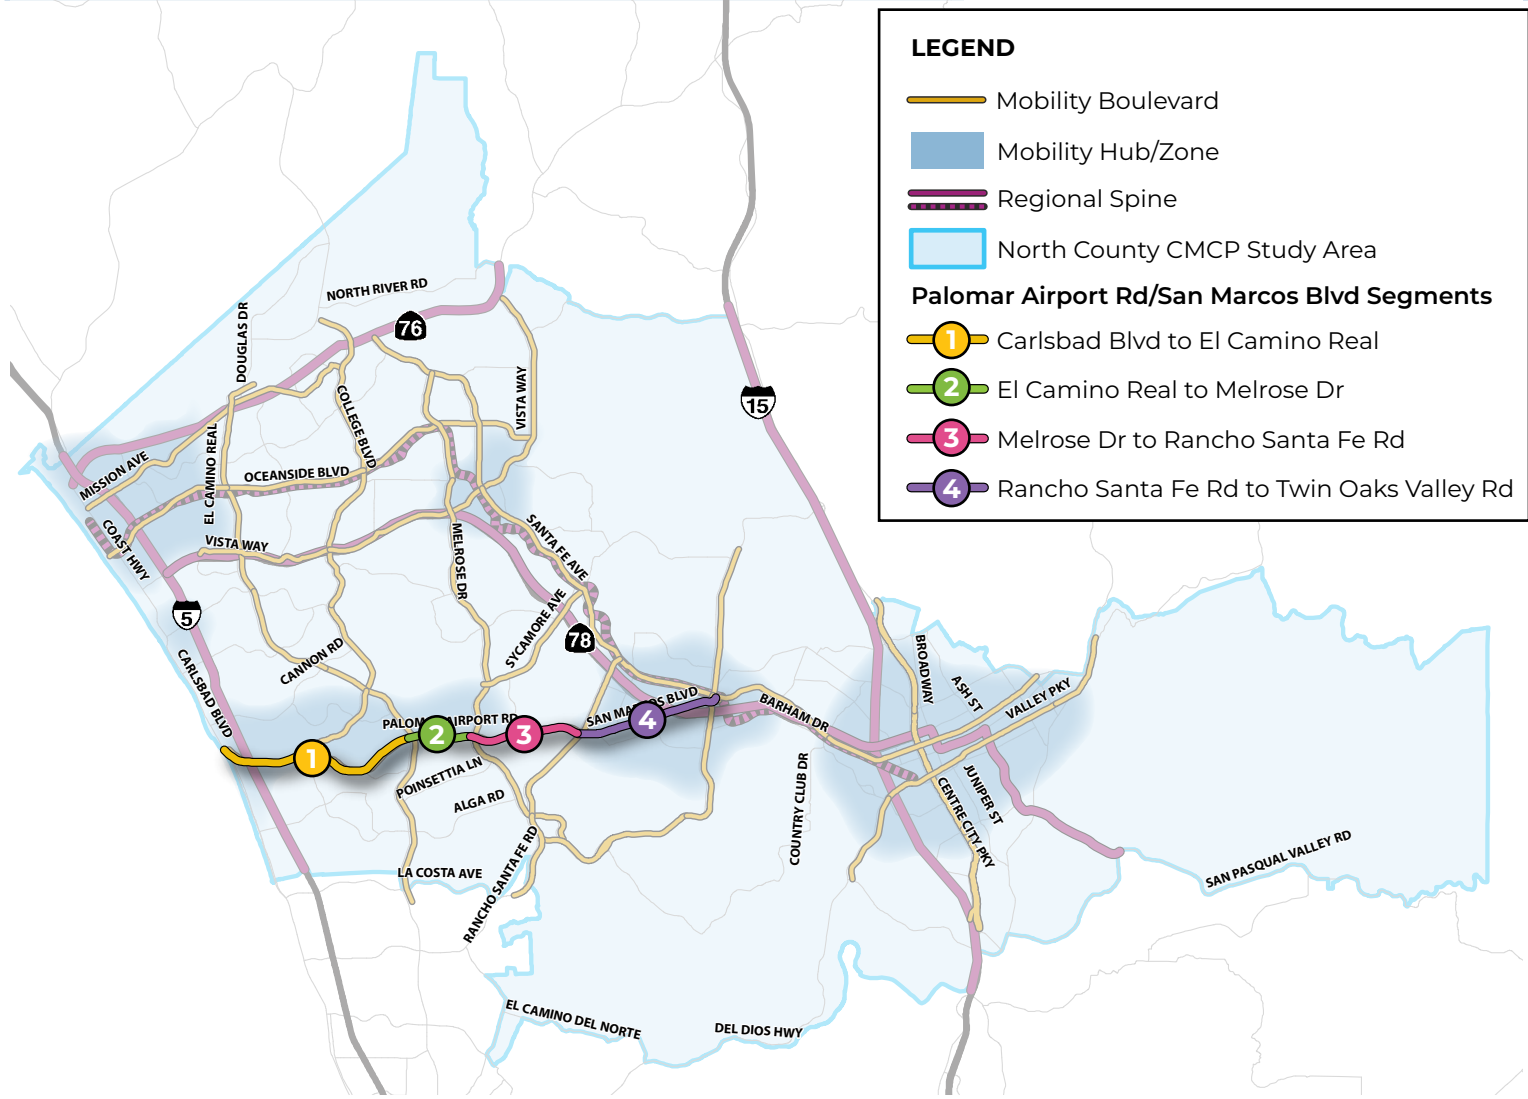 LEGEND
Mobility Boulevard
Mobility Hub/Zone
Regional Spine
North County CMCP Study Area
Palomar Airport Rd/San Marcos Blvd Segments
1 Carlsbad Blvd to El Camino Real
2 El Camino Real to Melrose Dr
3 Melrose Dr to Rancho Santa Fe Rd
4 Rancho Santa Fe Rd to Twin Oaks Valley Rd
NORTH RIVER RD
76
DOUGLAS DR
COLLEGE BLVD
VISTA WAY
15
MISSION AVE
EL CAMINO REAL
OCEANSIDE BLVD
COAST HWY
VISTA WAY
MELROSE DR
SANTA FE AVE
5
SYCAMORE AVE
78
CANNON RD
CARLSBAD BLVD
BROADWAY
ASH ST
VALLEY PKY
PALOMAR AIRPORT RD
SAN MARCOS BLVD
BARHAM DR
1
2
3
4
POINSETTIA LN
ALGA RD
COUNTRY CLUB DR
JUNIPER ST
CENTRE CITY PKY
LA COSTA AVE
RANCHO SANTA FE RD
SAN PASQUAL VALLEY RD
EL CAMINO DEL NORTE
DEL DIOS HWY